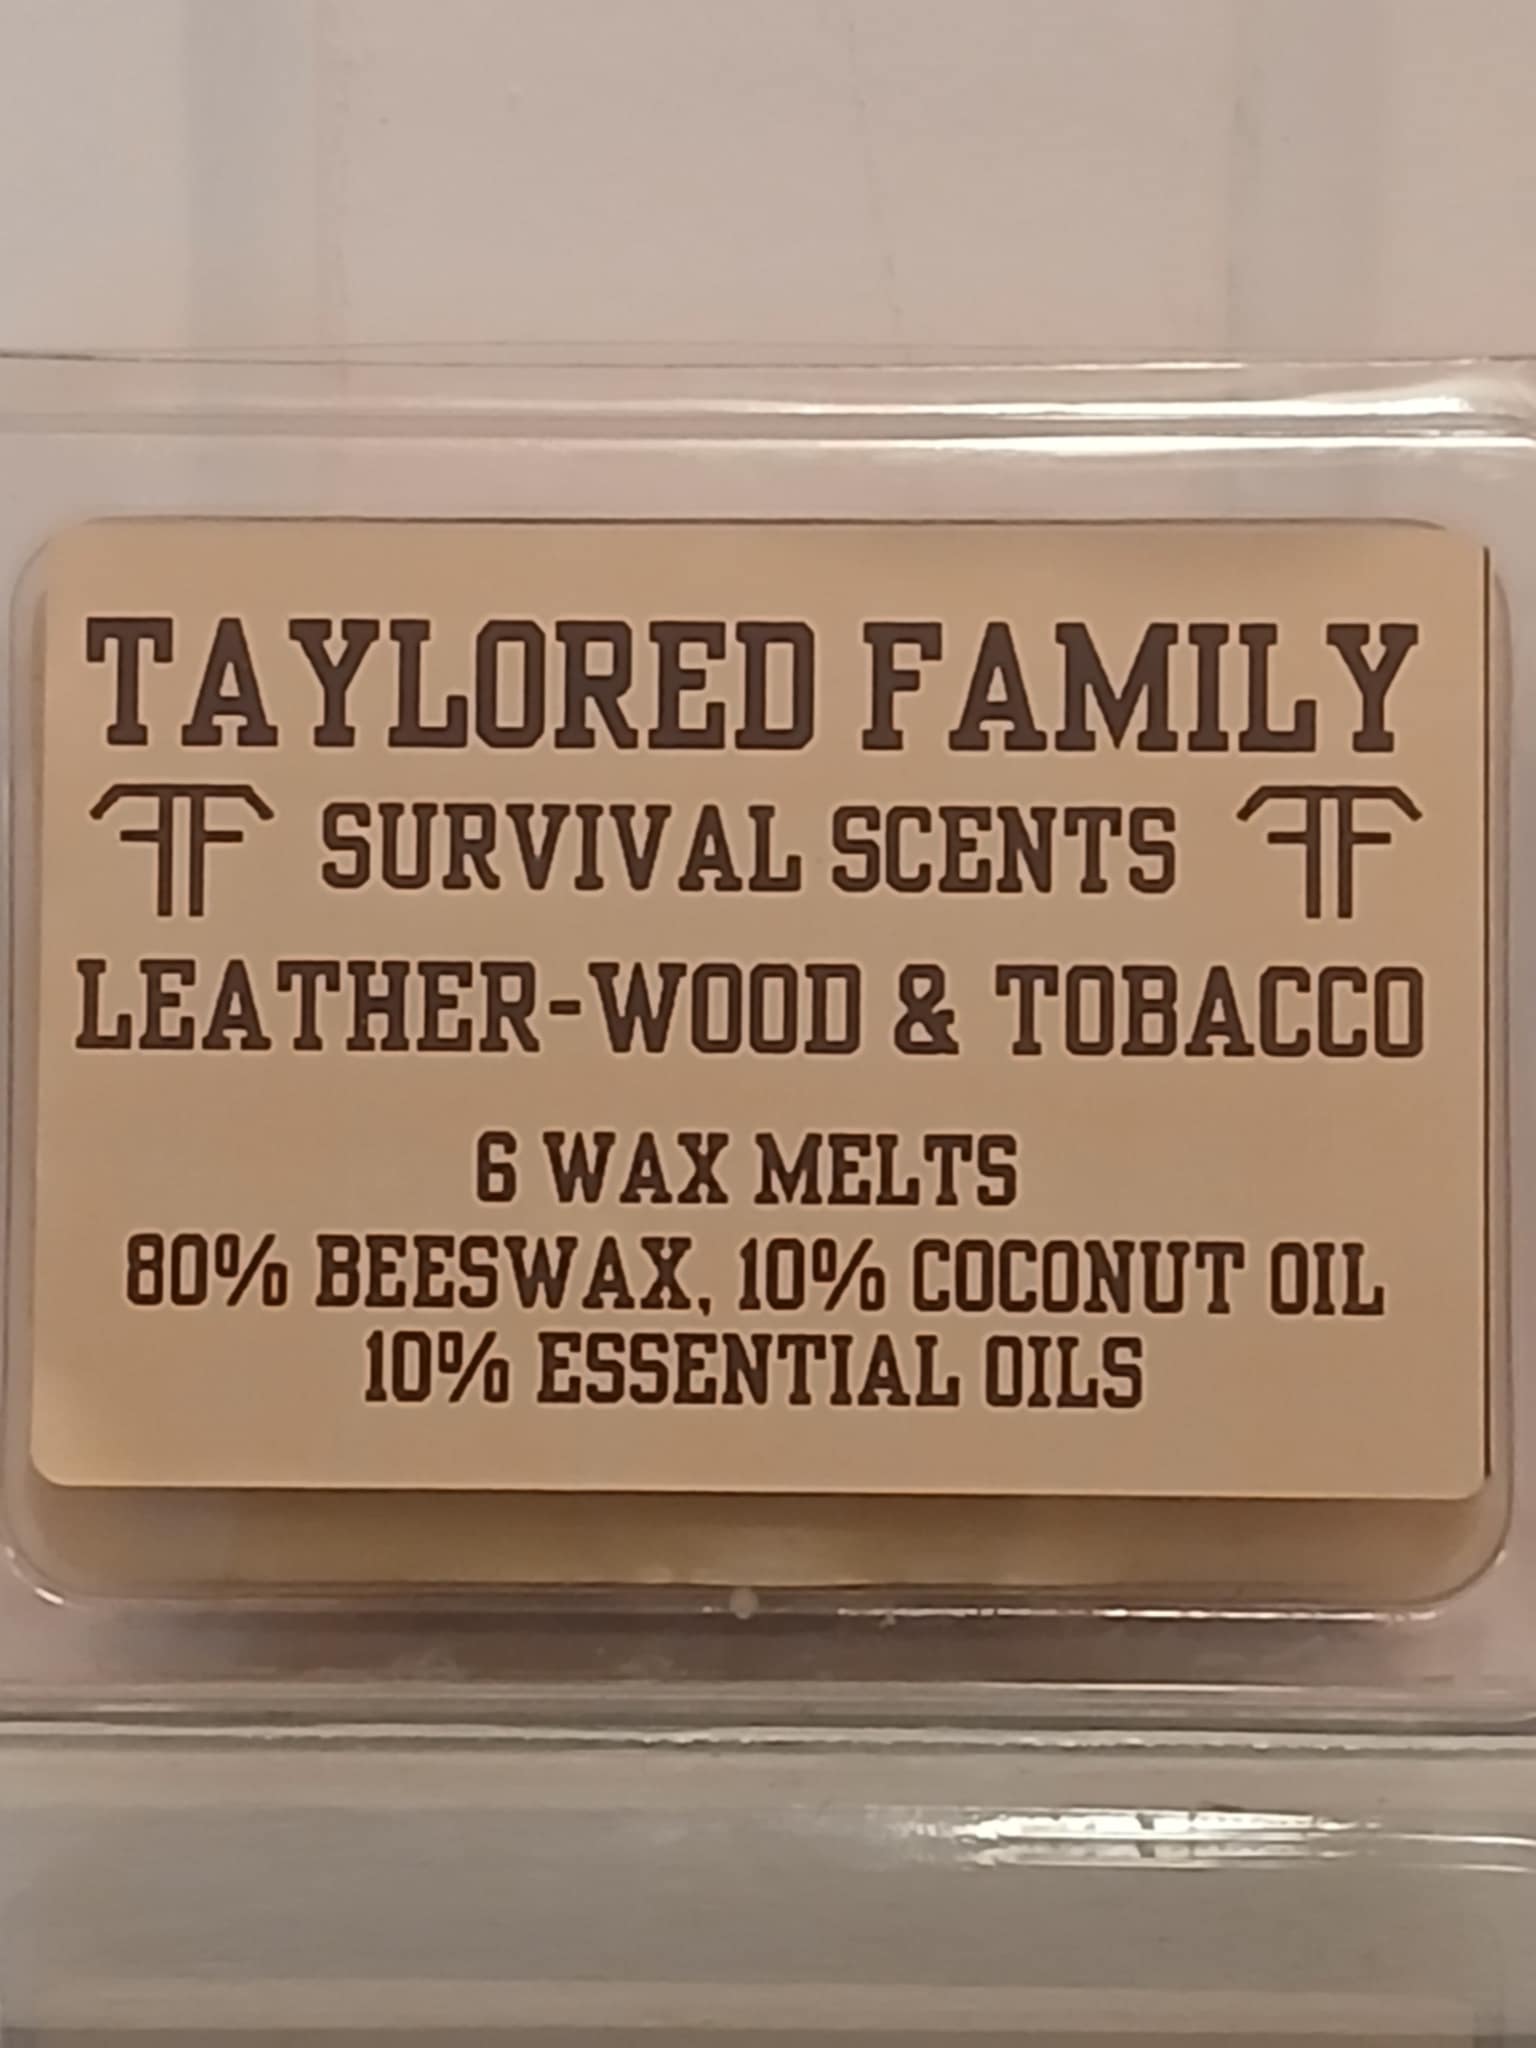 TAYLORED FAMILY
SURVIVAL SCENTS
LEATHER-WOOD & TOBACCO
6 WAX MELTS
80% BEESWAX, 10% COCONUT OIL
10% ESSENTIAL OILS